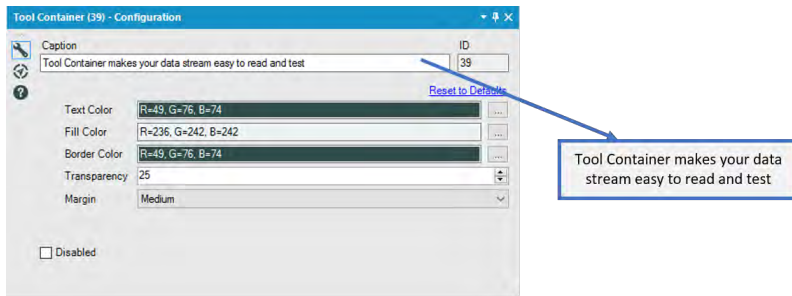 Tool Container (39) - Configuration
Caption
ID
Tool Container makes your data stream easy to read and test
39
Reset to Defaults
Text Color
R=49, G=76, B=74
...
Fill Color
R=236, G=242, B=242
...
Border Color
R=49, G=76, B=74
...
Transparency
25
Margin
Medium
Disabled
Tool Container makes your data
stream easy to read and test